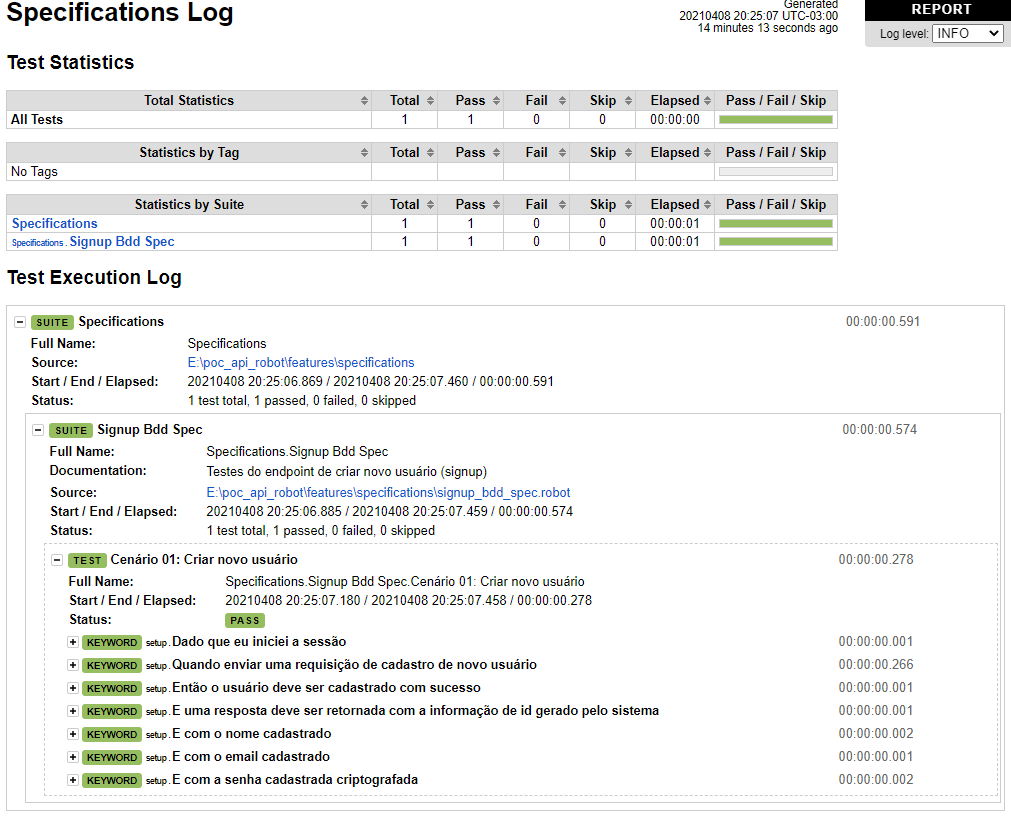 Specifications Log
Generated
20210408 20:25:07 UTC-03:00
14 minutes 13 seconds ago
REPORT
Log level: INFO
Test Statistics
Total Statistics Total Pass Fail Skip Elapsed Pass / Fail / Skip
All Tests 1 1 0 0 00:00:00
Statistics by Tag Total Pass Fail Skip Elapsed Pass / Fail / Skip
No Tags
Statistics by Suite Total Pass Fail Skip Elapsed Pass / Fail / Skip
Specifications 1 1 0 0 00:00:01
Specifications . Signup Bdd Spec 1 1 0 0 00:00:01
Test Execution Log
SUITE Specifications 00:00:00.591
Full Name: Specifications
Source: E:\poc_api_robot\features\specifications
Start / End / Elapsed: 20210408 20:25:06.869 / 20210408 20:25:07.460 / 00:00:00.591
Status: 1 test total, 1 passed, 0 failed, 0 skipped
SUITE Signup Bdd Spec 00:00:00.574
Full Name: Specifications.Signup Bdd Spec
Documentation: Testes do endpoint de criar novo usuário (signup)
Source: E:\poc_api_robot\features\specifications\signup_bdd_spec.robot
Start / End / Elapsed: 20210408 20:25:06.885 / 20210408 20:25:07.459 / 00:00:00.574
Status: 1 test total, 1 passed, 0 failed, 0 skipped
TEST Cenário 01: Criar novo usuário 00:00:00.278
Full Name: Specifications.Signup Bdd Spec.Cenário 01: Criar novo usuário
Start / End / Elapsed: 20210408 20:25:07.180 / 20210408 20:25:07.458 / 00:00:00.278
Status: PASS
KEYWORD setup . Dado que eu iniciei a sessão 00:00:00.001
KEYWORD setup . Quando enviar uma requisição de cadastro de novo usuário 00:00:00.266
KEYWORD setup . Então o usuário deve ser cadastrado com sucesso 00:00:00.001
KEYWORD setup . E uma resposta deve ser retornada com a informação de id gerado pelo sistema 00:00:00.001
KEYWORD setup . E com o nome cadastrado 00:00:00.002
KEYWORD setup . E com o email cadastrado 00:00:00.001
KEYWORD setup . E com a senha cadastrada criptografada 00:00:00.002